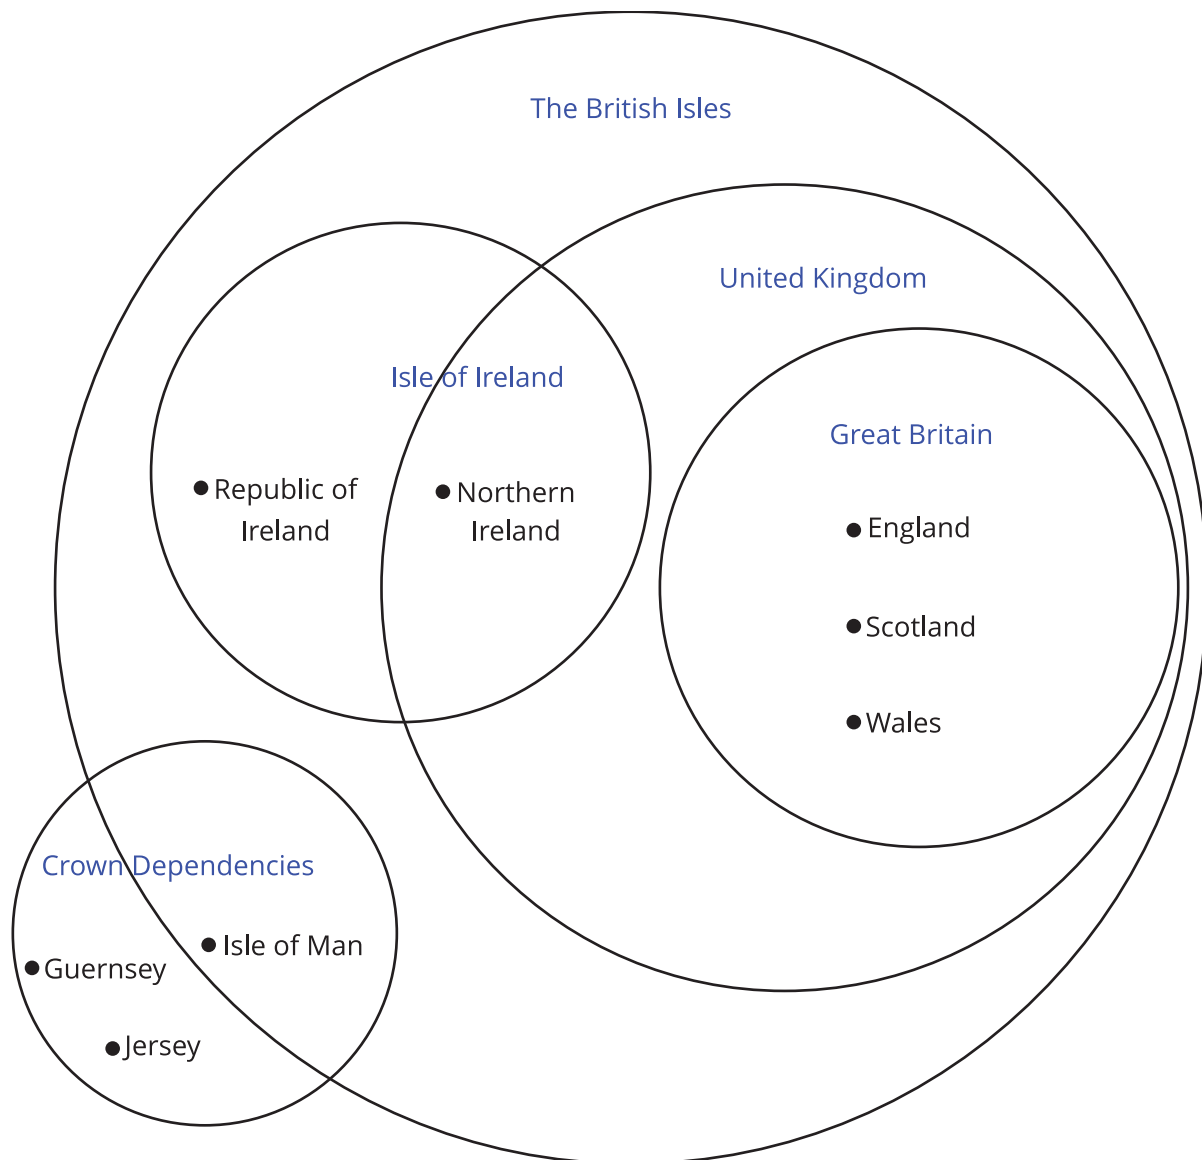 The British Isles
United Kingdom
Isle of Ireland
Great Britain
Republic of
Ireland
Northern
Ireland
England
Scotland
Wales
Crown Dependencies
Isle of Man
Guernsey
Jersey